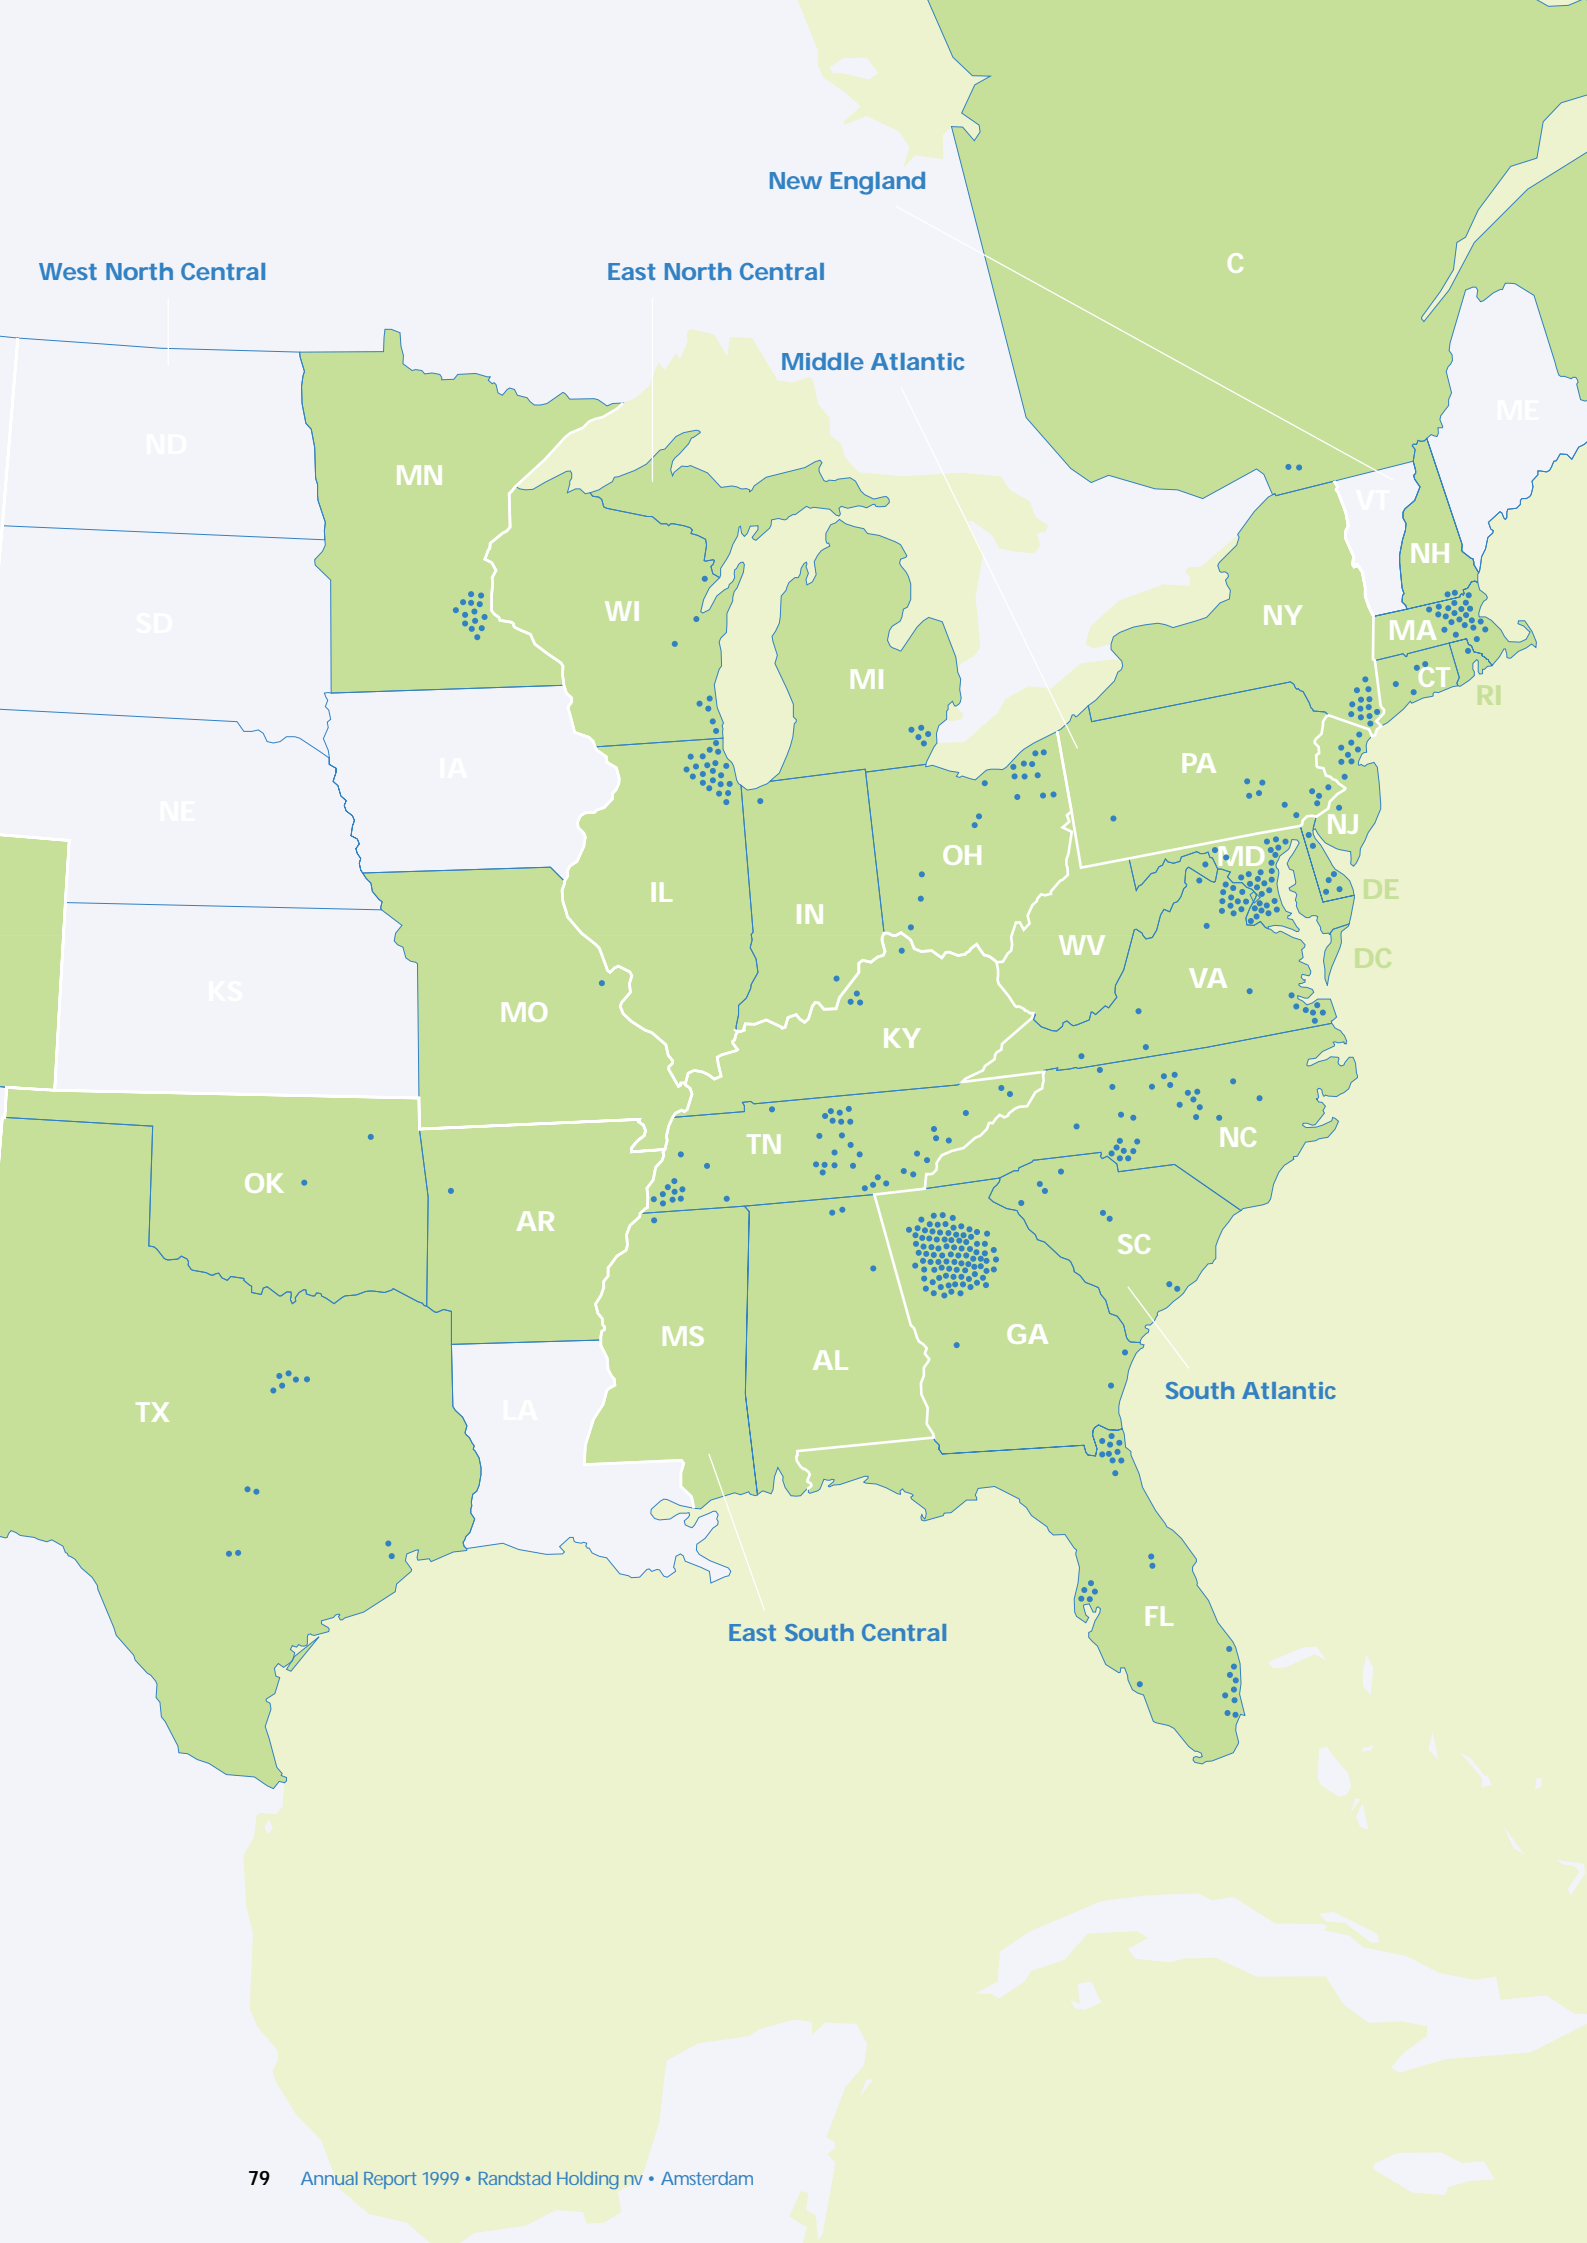 New England
C
West North Central
East North Central
Middle Atlantic
ME
ND
MN
VT
NH
SD
WI
NY
MA
MI
CT
RI
IA
PA
NE
NJ
OH
MD
IL
DE
IN
WV
DC
VA
KS
MO
KY
TN
NC
OK
AR
SC
MS
GA
AL
South Atlantic
TX
LA
FL
East South Central
79 Annual Report 1999 • Randstad Holding nv • Amsterdam